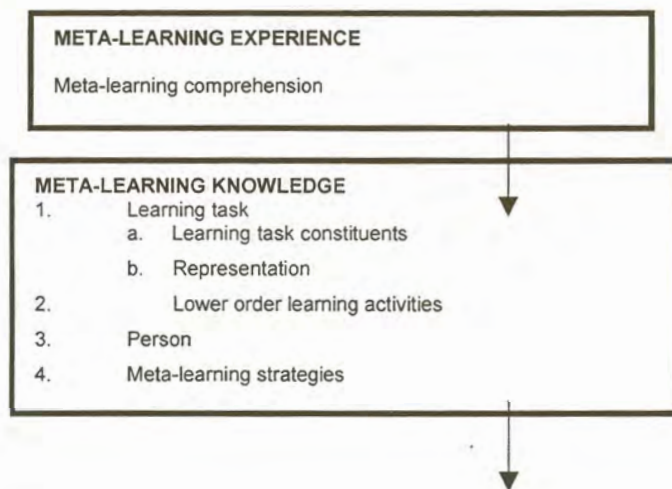 META-LEARNING EXPERIENCE
Meta-learning comprehension
META-LEARNING KNOWLEDGE
1. Learning task
a. Learning task constituents
b. Representation
2. Lower order learning activities
3. Person
4. Meta-learning strategies